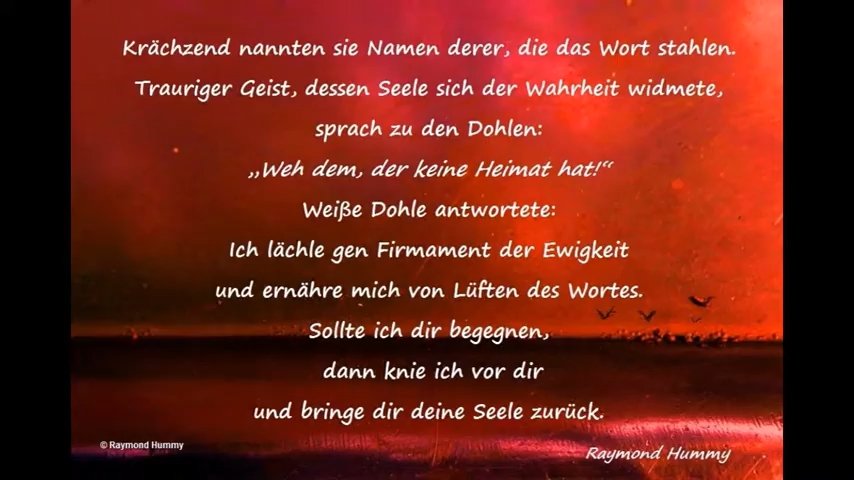 Krächzend nannten sie Namen derer, die das Wort stahlen.
Trauriger Geist, dessen Seele sich der Wahrheit widmete,
sprach zu den Dohlen:
„Weh dem, der keine Heimat hat!“
Weiße Dohle antwortete:
Ich lächle gen Firmament der Ewigkeit
und ernähre mich von Lüften des Wortes.
Sollte ich dir begegnen,
dann knie ich vor dir
und bringe dir deine Seele zurück.
© Raymond Hummy
Raymond Hummy